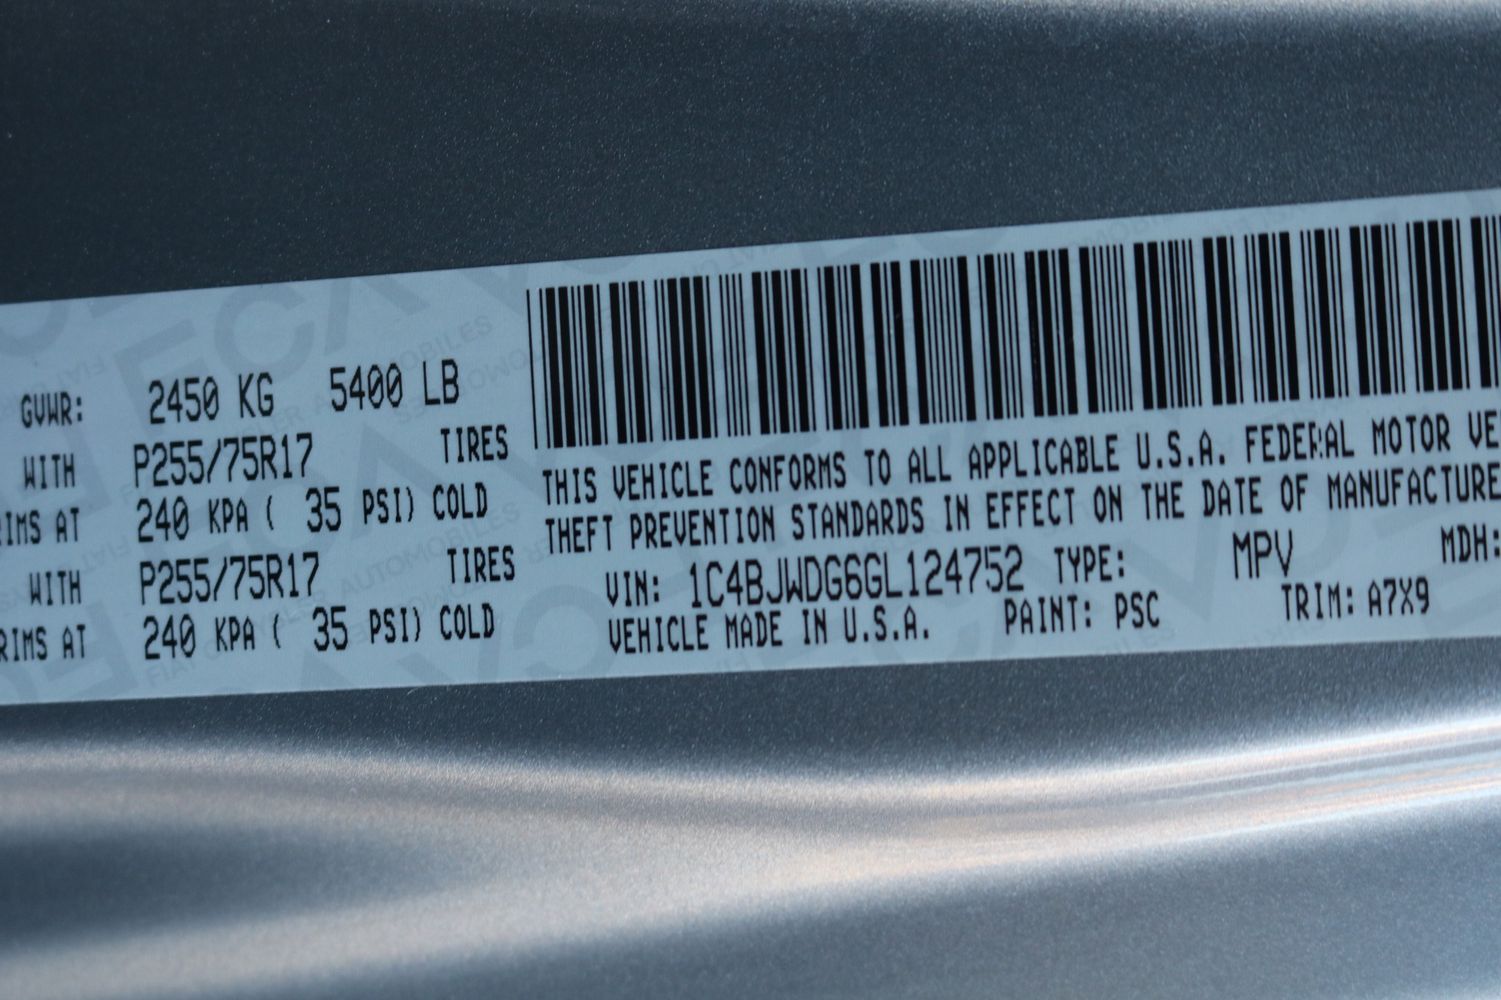 GVWR: 2450 KG 5400 LB
WITH P255/75R17 TIRES
RIMS AT 240 KPA ( 35 PSI) COLD
WITH P255/75R17 TIRES
RIMS AT 240 KPA ( 35 PSI) COLD
THIS VEHICLE CONFORMS TO ALL APPLICABLE U.S.A. FEDERAL MOTOR VE
THEFT PREVENTION STANDARDS IN EFFECT ON THE DATE OF MANUFACTURE
VIN: 1C4BJWDG6GL124752 TYPE: MPV MDH:
VEHICLE MADE IN U.S.A. PAINT: PSC TRIM: A7X9